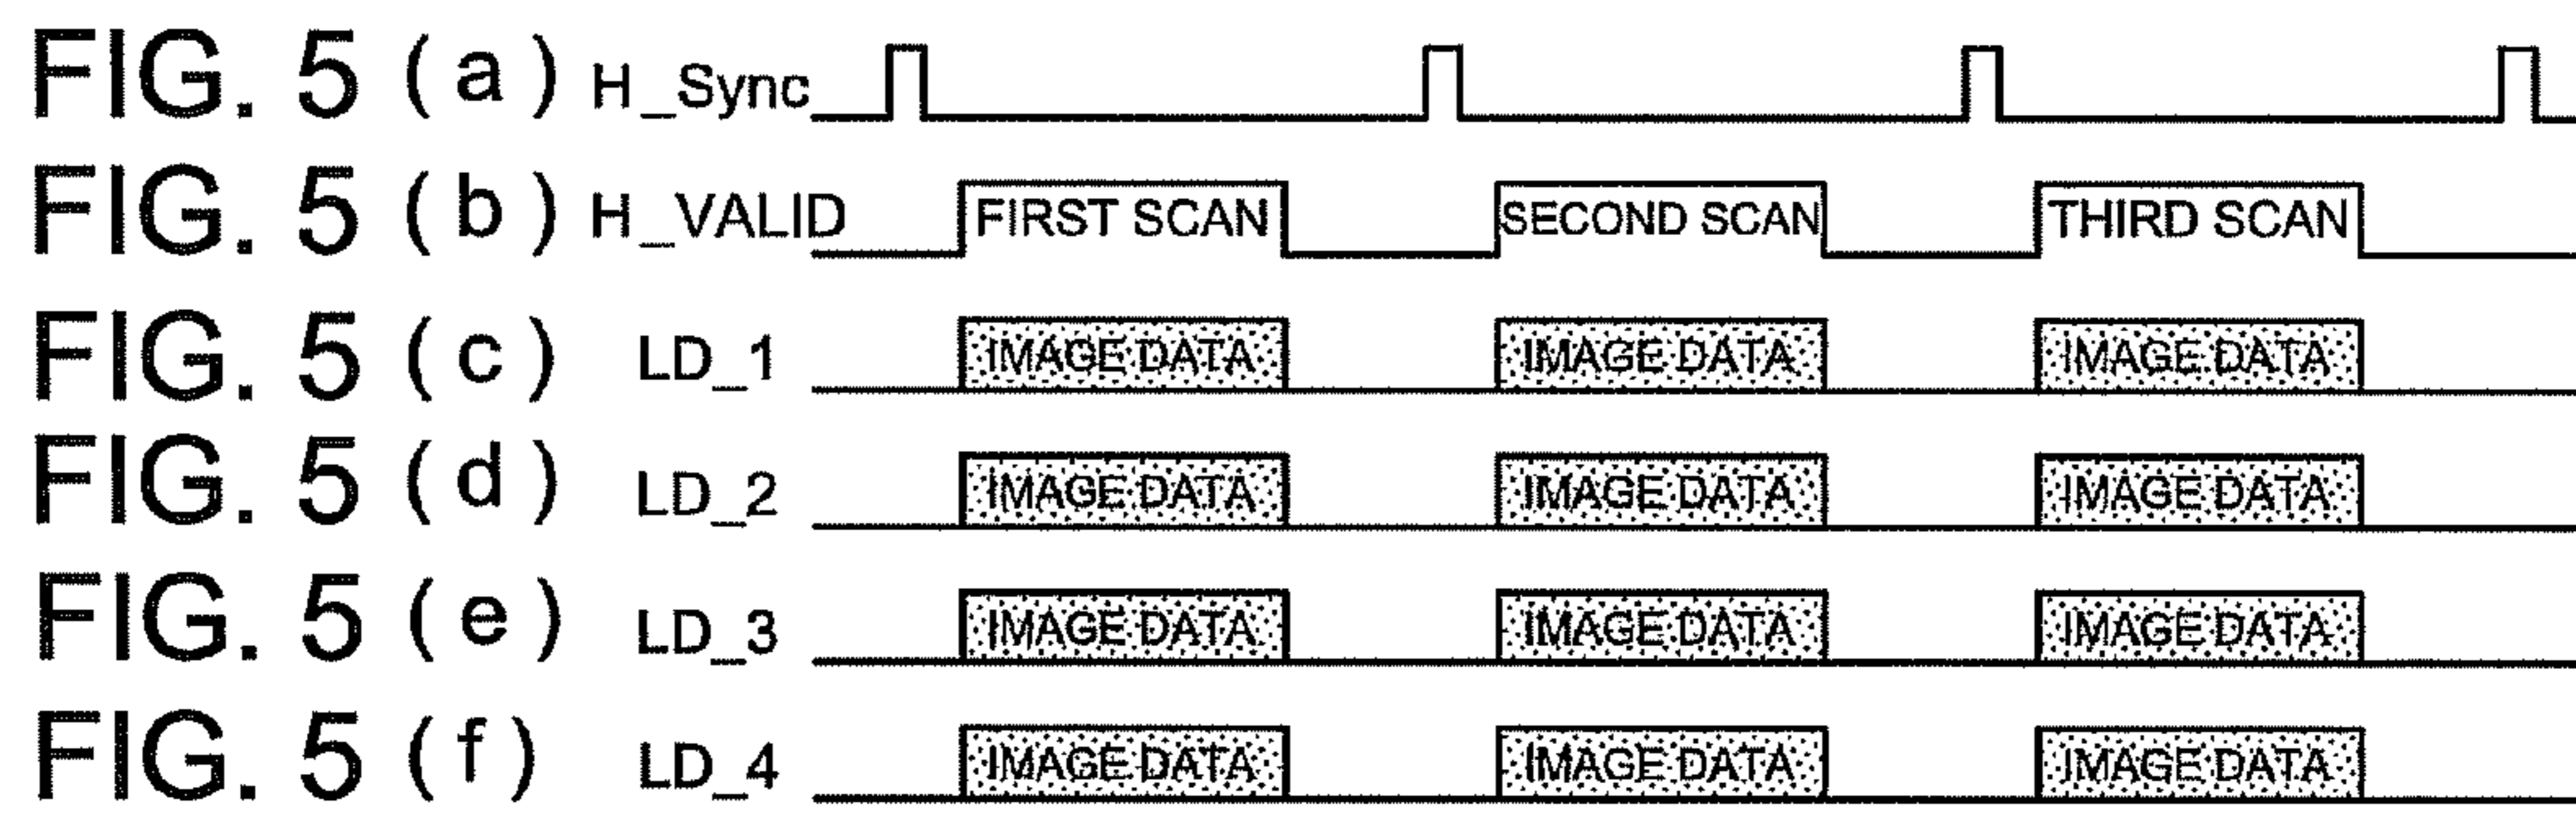 FIG. 5 (a) H_Sync
FIG. 5 (b) H_VALID FIRST SCAN SECOND SCAN THIRD SCAN
FIG. 5 (c) LD_1 IMAGE DATA IMAGE DATA IMAGE DATA
FIG. 5 (d) LD_2 IMAGE DATA IMAGE DATA IMAGE DATA
FIG. 5 (e) LD_3 IMAGE DATA IMAGE DATA IMAGE DATA
FIG. 5 (f) LD_4 IMAGE DATA IMAGE DATA IMAGE DATA